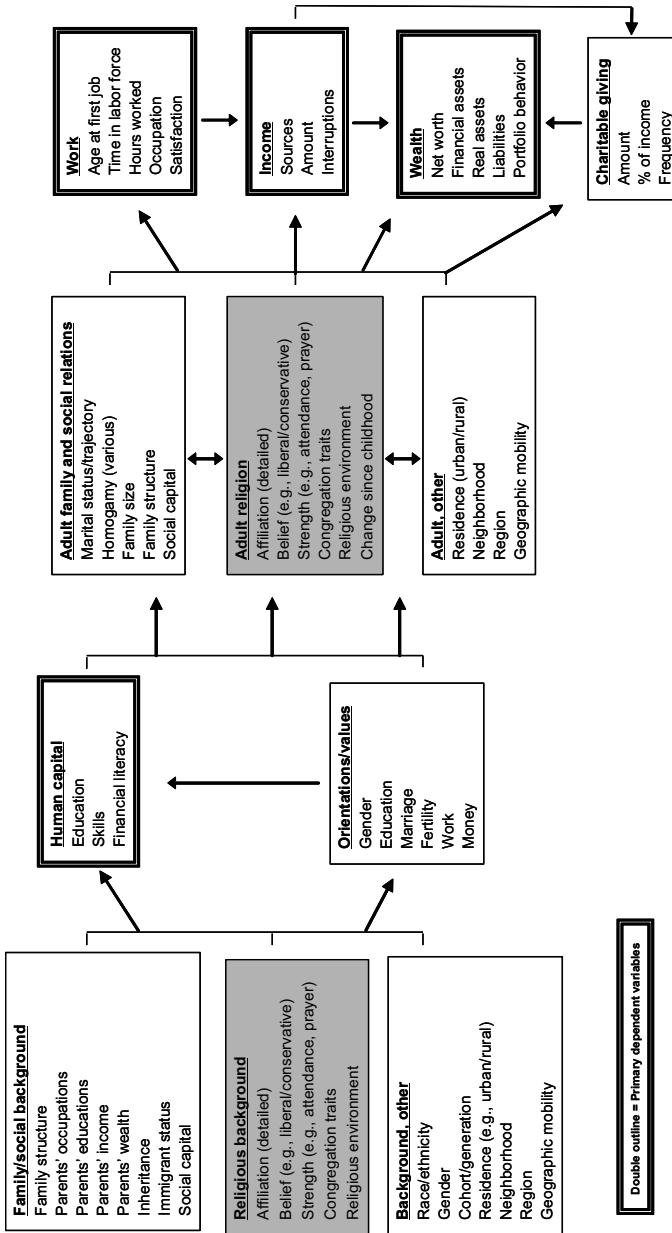 Family/social background
Family structure
Parents' occupations
Parents' educations
Parents' income
Parents' wealth
Inheritance
Immigrant status
Social capital
Religious background
Affiliation (detailed)
Belief (e.g., liberal/conservative)
Strength (e.g., attendance, prayer)
Congregation traits
Religious environment
Background, other
Race/ethnicity
Gender
Cohort/generation
Residence (e.g., urban/rural)
Neighborhood
Region
Geographic mobility
Human capital
Education
Skills
Financial literacy
Orientations/values
Gender
Education
Marriage
Fertility
Work
Money
Adult family and social relations
Marital status/trajectory
Homogamy (various)
Family size
Family structure
Social capital
Adult religion
Affiliation (detailed)
Belief (e.g., liberal/conservative)
Strength (e.g., attendance, prayer)
Congregation traits
Religious environment
Change since childhood
Adult, other
Residence (urban/rural)
Neighborhood
Region
Geographic mobility
Work
Age at first job
Time in labor force
Hours worked
Occupation
Satisfaction
Income
Sources
Amount
Interruptions
Wealth
Net worth
Financial assets
Real assets
Liabilities
Portfolio behavior
Charitable giving
Amount
% of income
Frequency
Double outline = Primary dependent variables